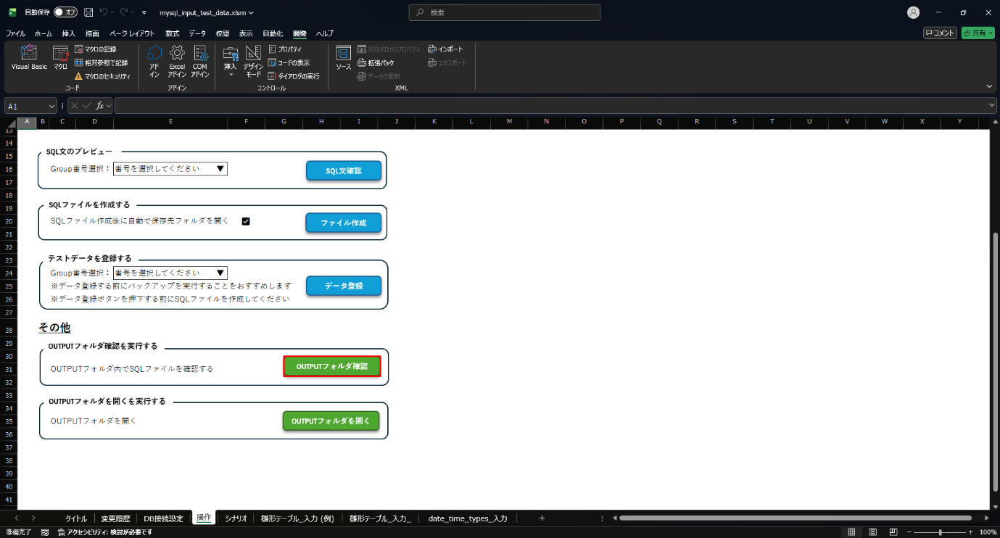 自動保存 オフ mysql_input_test_data.xlsm 検索
ファイル ホーム 挿入 描画 ページ レイアウト 数式 データ 校閲 表示 自動化 開発 ヘルプ コメント 共有
Visual Basic マクロ マクロの記録 相対参照で記録 マクロのセキュリティ
コード
アド
イン
Excel
アドイン
COM
アドイン
アドイン
挿入 デザイン
モード
プロパティ
コードの表示
ダイアログの実行
コントロール
ソース 対応付けのプロパティ インポート
拡張パック エクスポート
データの更新
XML
A1 fx
A B C D E F G H I J K L M N O P Q R S T U V W X Y
13
14
15
16
17
18
19
20
21
22
23
24
25
26
27
28
29
30
31
32
33
34
35
36
37
38
39
40
41
SQL文のプレビュー
Group番号選択： 番号を選択してください ▼ SQL文確認
SQLファイルを作成する
SQLファイル作成後に自動で保存先フォルダを開く ファイル作成
テストデータを登録する
Group番号選択： 番号を選択してください ▼
※データ登録する前にバックアップを実行することをおすすめします データ登録
※データ登録ボタンを押下する前にSQLファイルを作成してください
その他
OUTPUTフォルダ確認を実行する
OUTPUTフォルダ内でSQLファイルを確認する OUTPUTフォルダ確認
OUTPUTフォルダを開くを実行する
OUTPUTフォルダを開く OUTPUTフォルダを開く
タイトル 変更履歴 DB接続設定 操作 シナリオ 雛形テーブル_入力 (例) 雛形テーブル_入力_ date_time_types_入力
準備完了 アクセシビリティ: 検討が必要です 100%